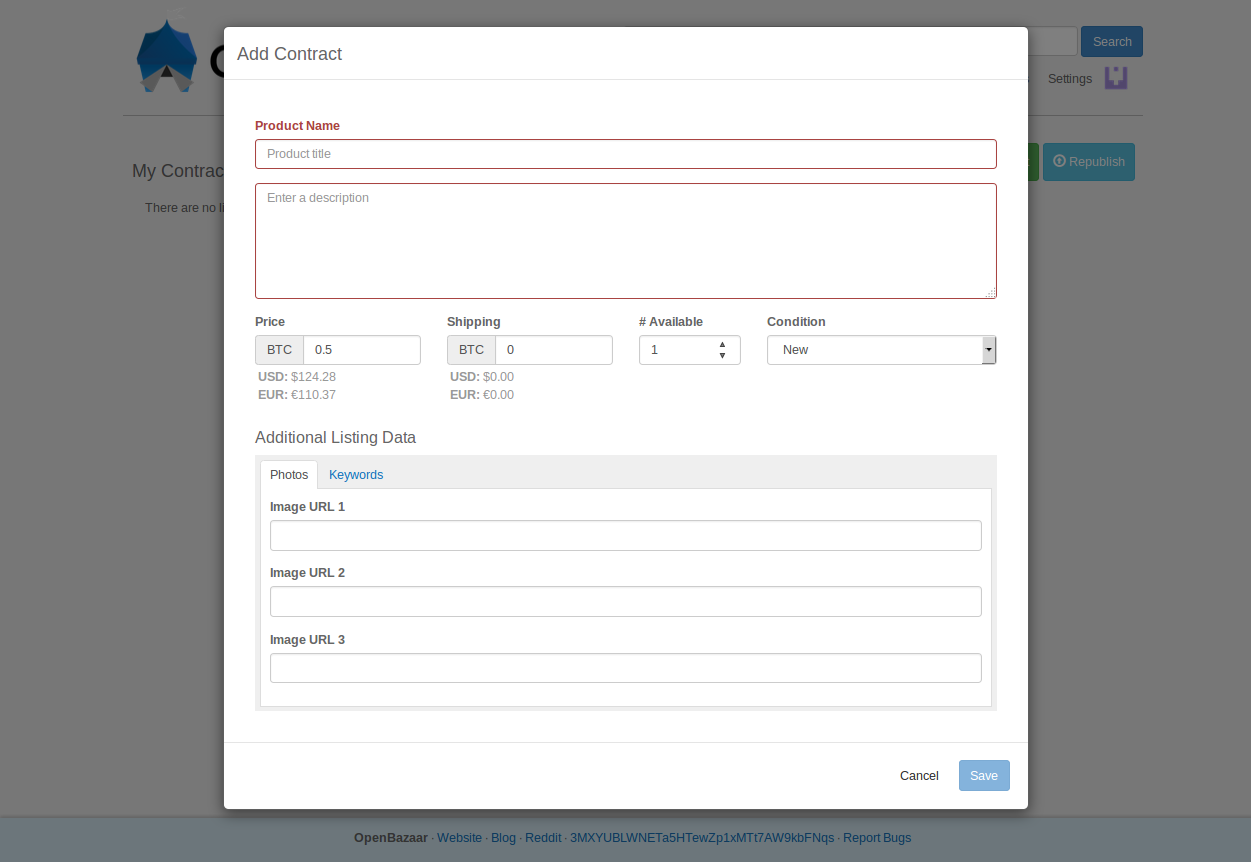 Add Contract
Search
Settings
My Contrac
Republish
There are no li
Product Name
Product title
Enter a description
Price Shipping # Available Condition
BTC 0.5 BTC 0 1 New
USD: $124.28 USD: $0.00
EUR: €110.37 EUR: €0.00
Additional Listing Data
Photos Keywords
Image URL 1
Image URL 2
Image URL 3
Cancel Save
OpenBazaar · Website · Blog · Reddit · 3MXYUBLWNETa5HTewZp1xMTt7AW9kbFNqs · Report Bugs